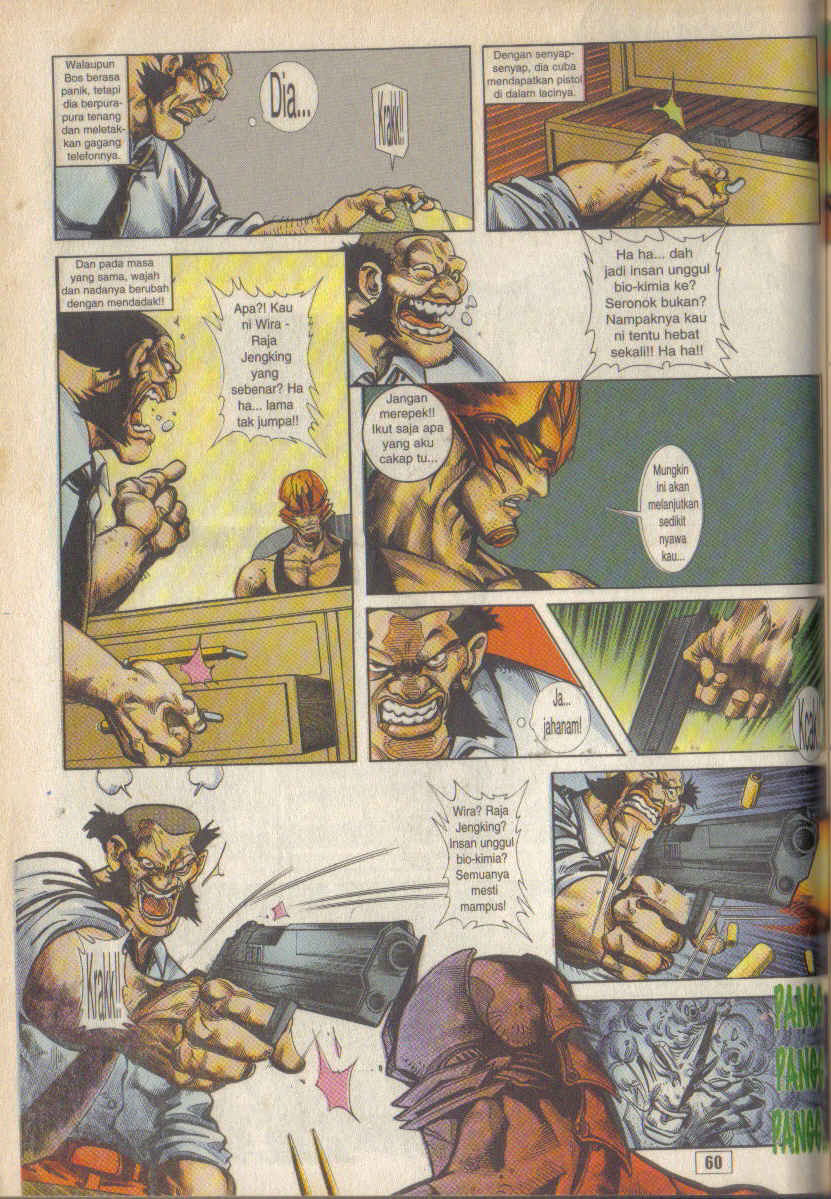 Walaupun
Bos berasa
panik, tetapi
dia berpura-
pura tenang
dan meletak-
kan gagang
telefonnya.
Dia...
Krakk!!
Dengan senyap-
senyap, dia cuba
mendapatkan pistol
di dalam lacinya.
Dan pada masa
yang sama, wajah
dan nadanya berubah
dengan mendadak!!
Apa?! Kau
ni Wira -
Raja
Jengking
yang
sebenar? Ha
ha... lama
tak jumpa!!
Ha ha... dah
jadi insan unggul
bio-kimia ke?
Seronok bukan?
Nampaknya kau
ni tentu hebat
sekali!! Ha ha!!
Jangan
merepek!!
Ikut saja apa
yang aku
cakap tu...
Mungkin
ini akan
melanjutkan
sedikit
nyawa
kau...
Ja...
jahanam!
Wira? Raja
Jengking?
Insan unggul
bio-kimia?
Semuanya
mesti
mampus!
Krakk!!
PANGG
PANGG
PANGG
60